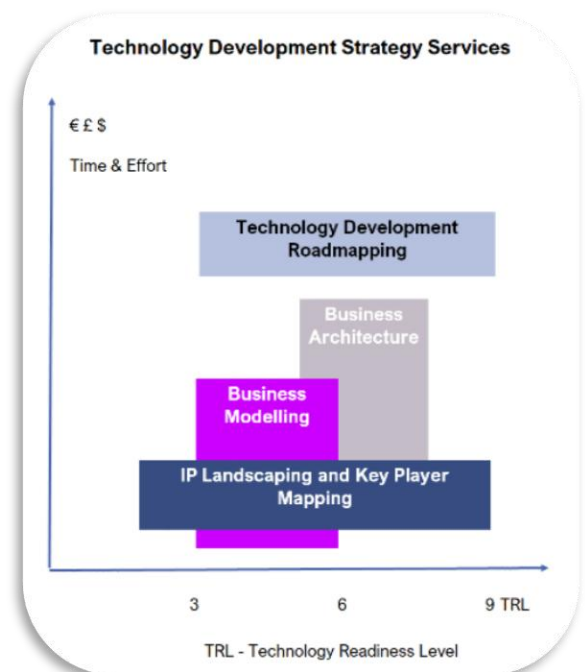 Technology Development Strategy Services
€ £ $
Time & Effort
Technology Development
Roadmapping
Business
Architecture
Business
Modelling
IP Landscaping and Key Player
Mapping
3
6
9 TRL
TRL - Technology Readiness Level